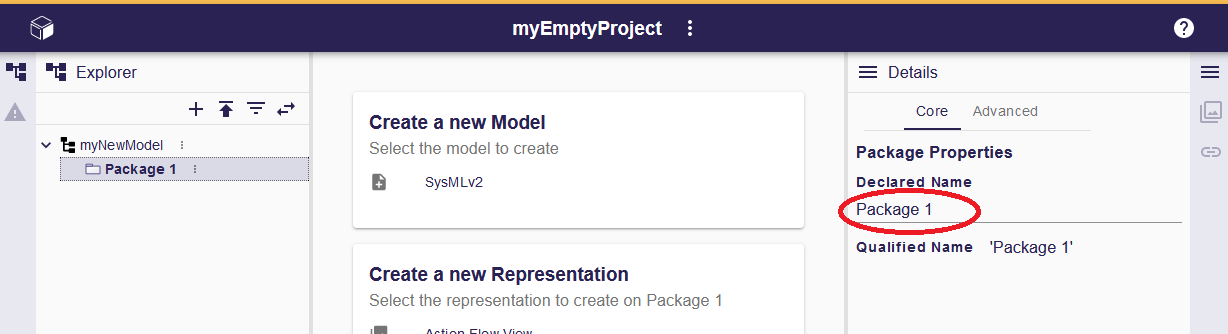 myEmptyProject
Explorer
myNewModel
Package 1
Create a new Model
Select the model to create
SysMLv2
Create a new Representation
Select the representation to create on Package 1
Action Flow View
Details
Core Advanced
Package Properties
Declared Name
Package 1
Qualified Name 'Package 1'